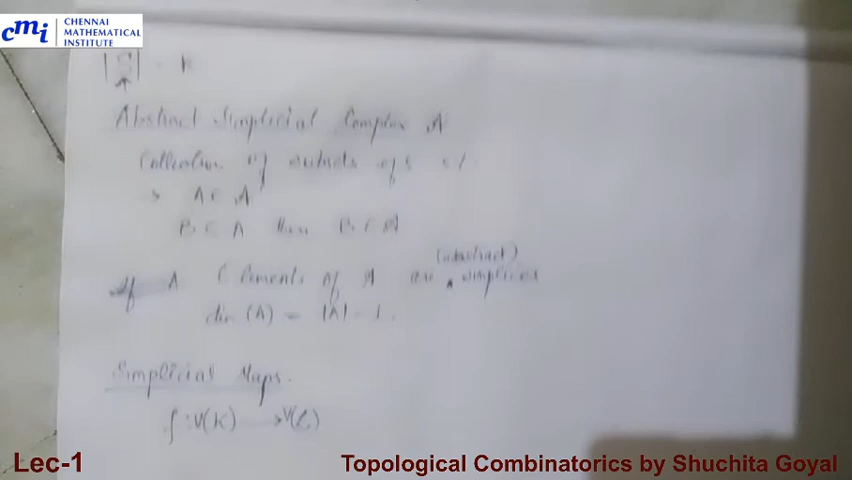 cmi CHENNAI
MATHEMATICAL
INSTITUTE
Abstract Simplicial Complex A
Collection of subsets of S
A ∈ A
B ⊂ A then B ∈ A
(abstract)
If A Elements of A are simplices
dim (A) = |A| - 1.
Simplicial Maps.
f : V(K) → V(L)
Lec-1
Topological Combinatorics by Shuchita Goyal